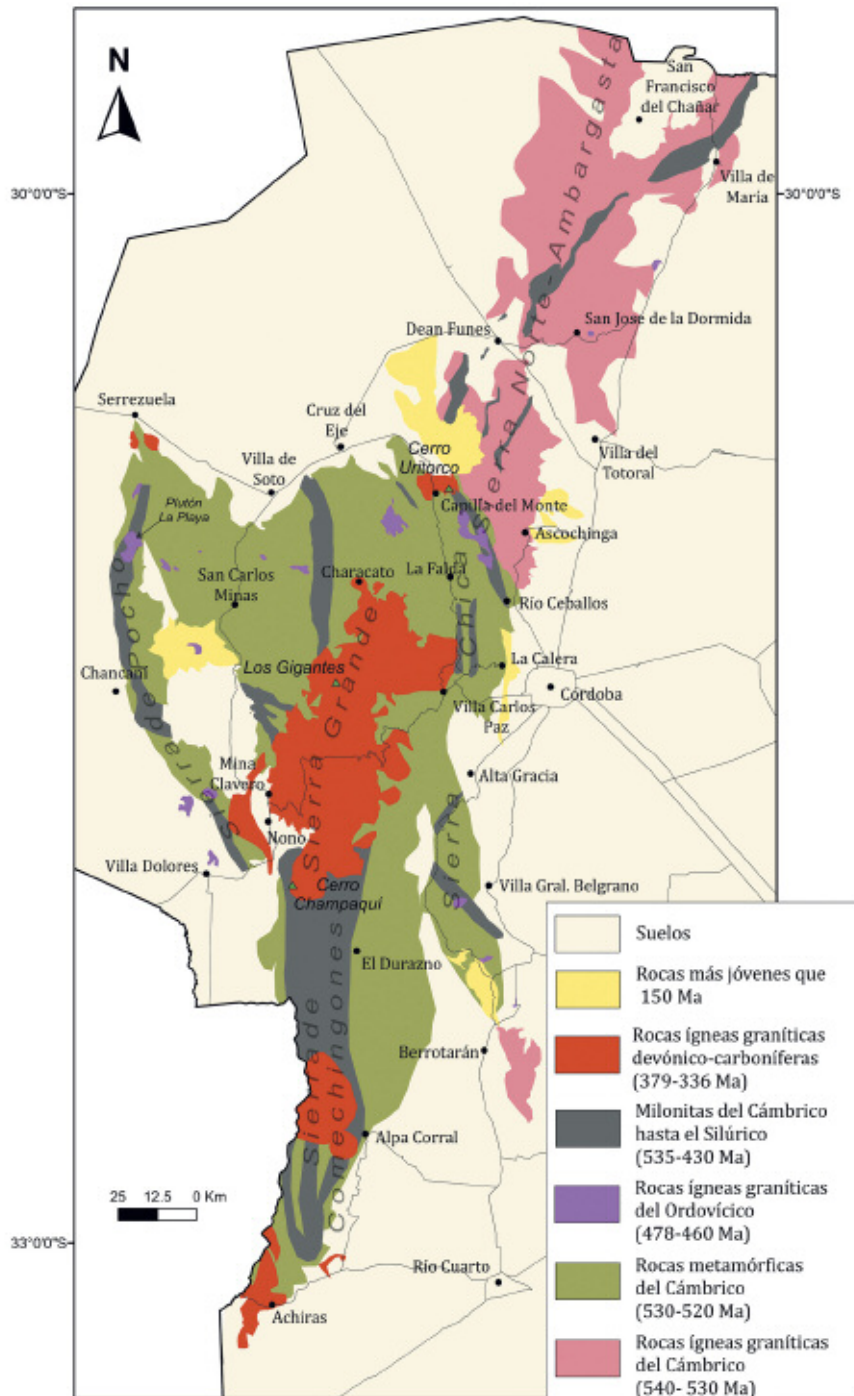 N
San
Francisco
del Chañar
30°0'0"S
30°0'0"S
Villa de
María
Sierra Norte-Ambargasta
San Jose de la Dormida
Dean Funes
Serrezuela
Cruz del
Eje
Villa de
Soto
Cerro
Uritorco
Villa del
Totoral
Capilla del Monte
Plutón
La Playa
Ascochinga
San Carlos
Minas
Characato
La Falda
Río Ceballos
Sierra de Pocho
Sierra Chica
Sierra Grande
Los Gigantes
La Calera
Chancaní
Córdoba
Villa Carlos
Paz
Mina
Clavero
Alta Gracia
Nono
Villa Dolores
Cerro
Champaquí
Villa Gral. Belgrano
El Durazno
Sierra de
Comechingones
Berrotarán
Alpa Corral
25 12.5 0 Km
33°0'0"S
Río Cuarto
Achiras
Suelos
Rocas más jóvenes que
150 Ma
Rocas ígneas graníticas
devónico-carboníferas
(379-336 Ma)
Milonitas del Cámbrico
hasta el Silúrico
(535-430 Ma)
Rocas ígneas graníticas
del Ordovícico
(478-460 Ma)
Rocas metamórficas
del Cámbrico
(530-520 Ma)
Rocas ígneas graníticas
del Cámbrico
(540- 530 Ma)